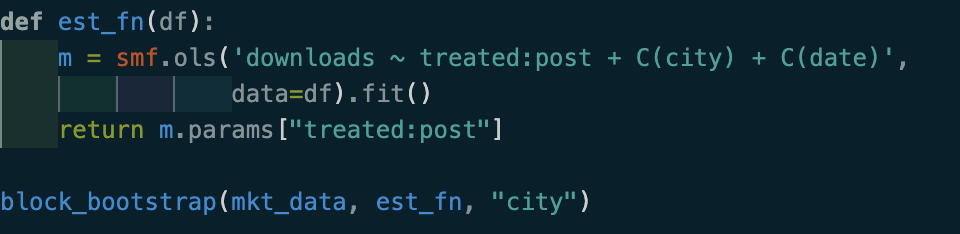 def est_fn(df):
    m = smf.ols('downloads ~ treated:post + C(city) + C(date)',
                data=df).fit()
    return m.params["treated:post"]

block_bootstrap(mkt_data, est_fn, "city")